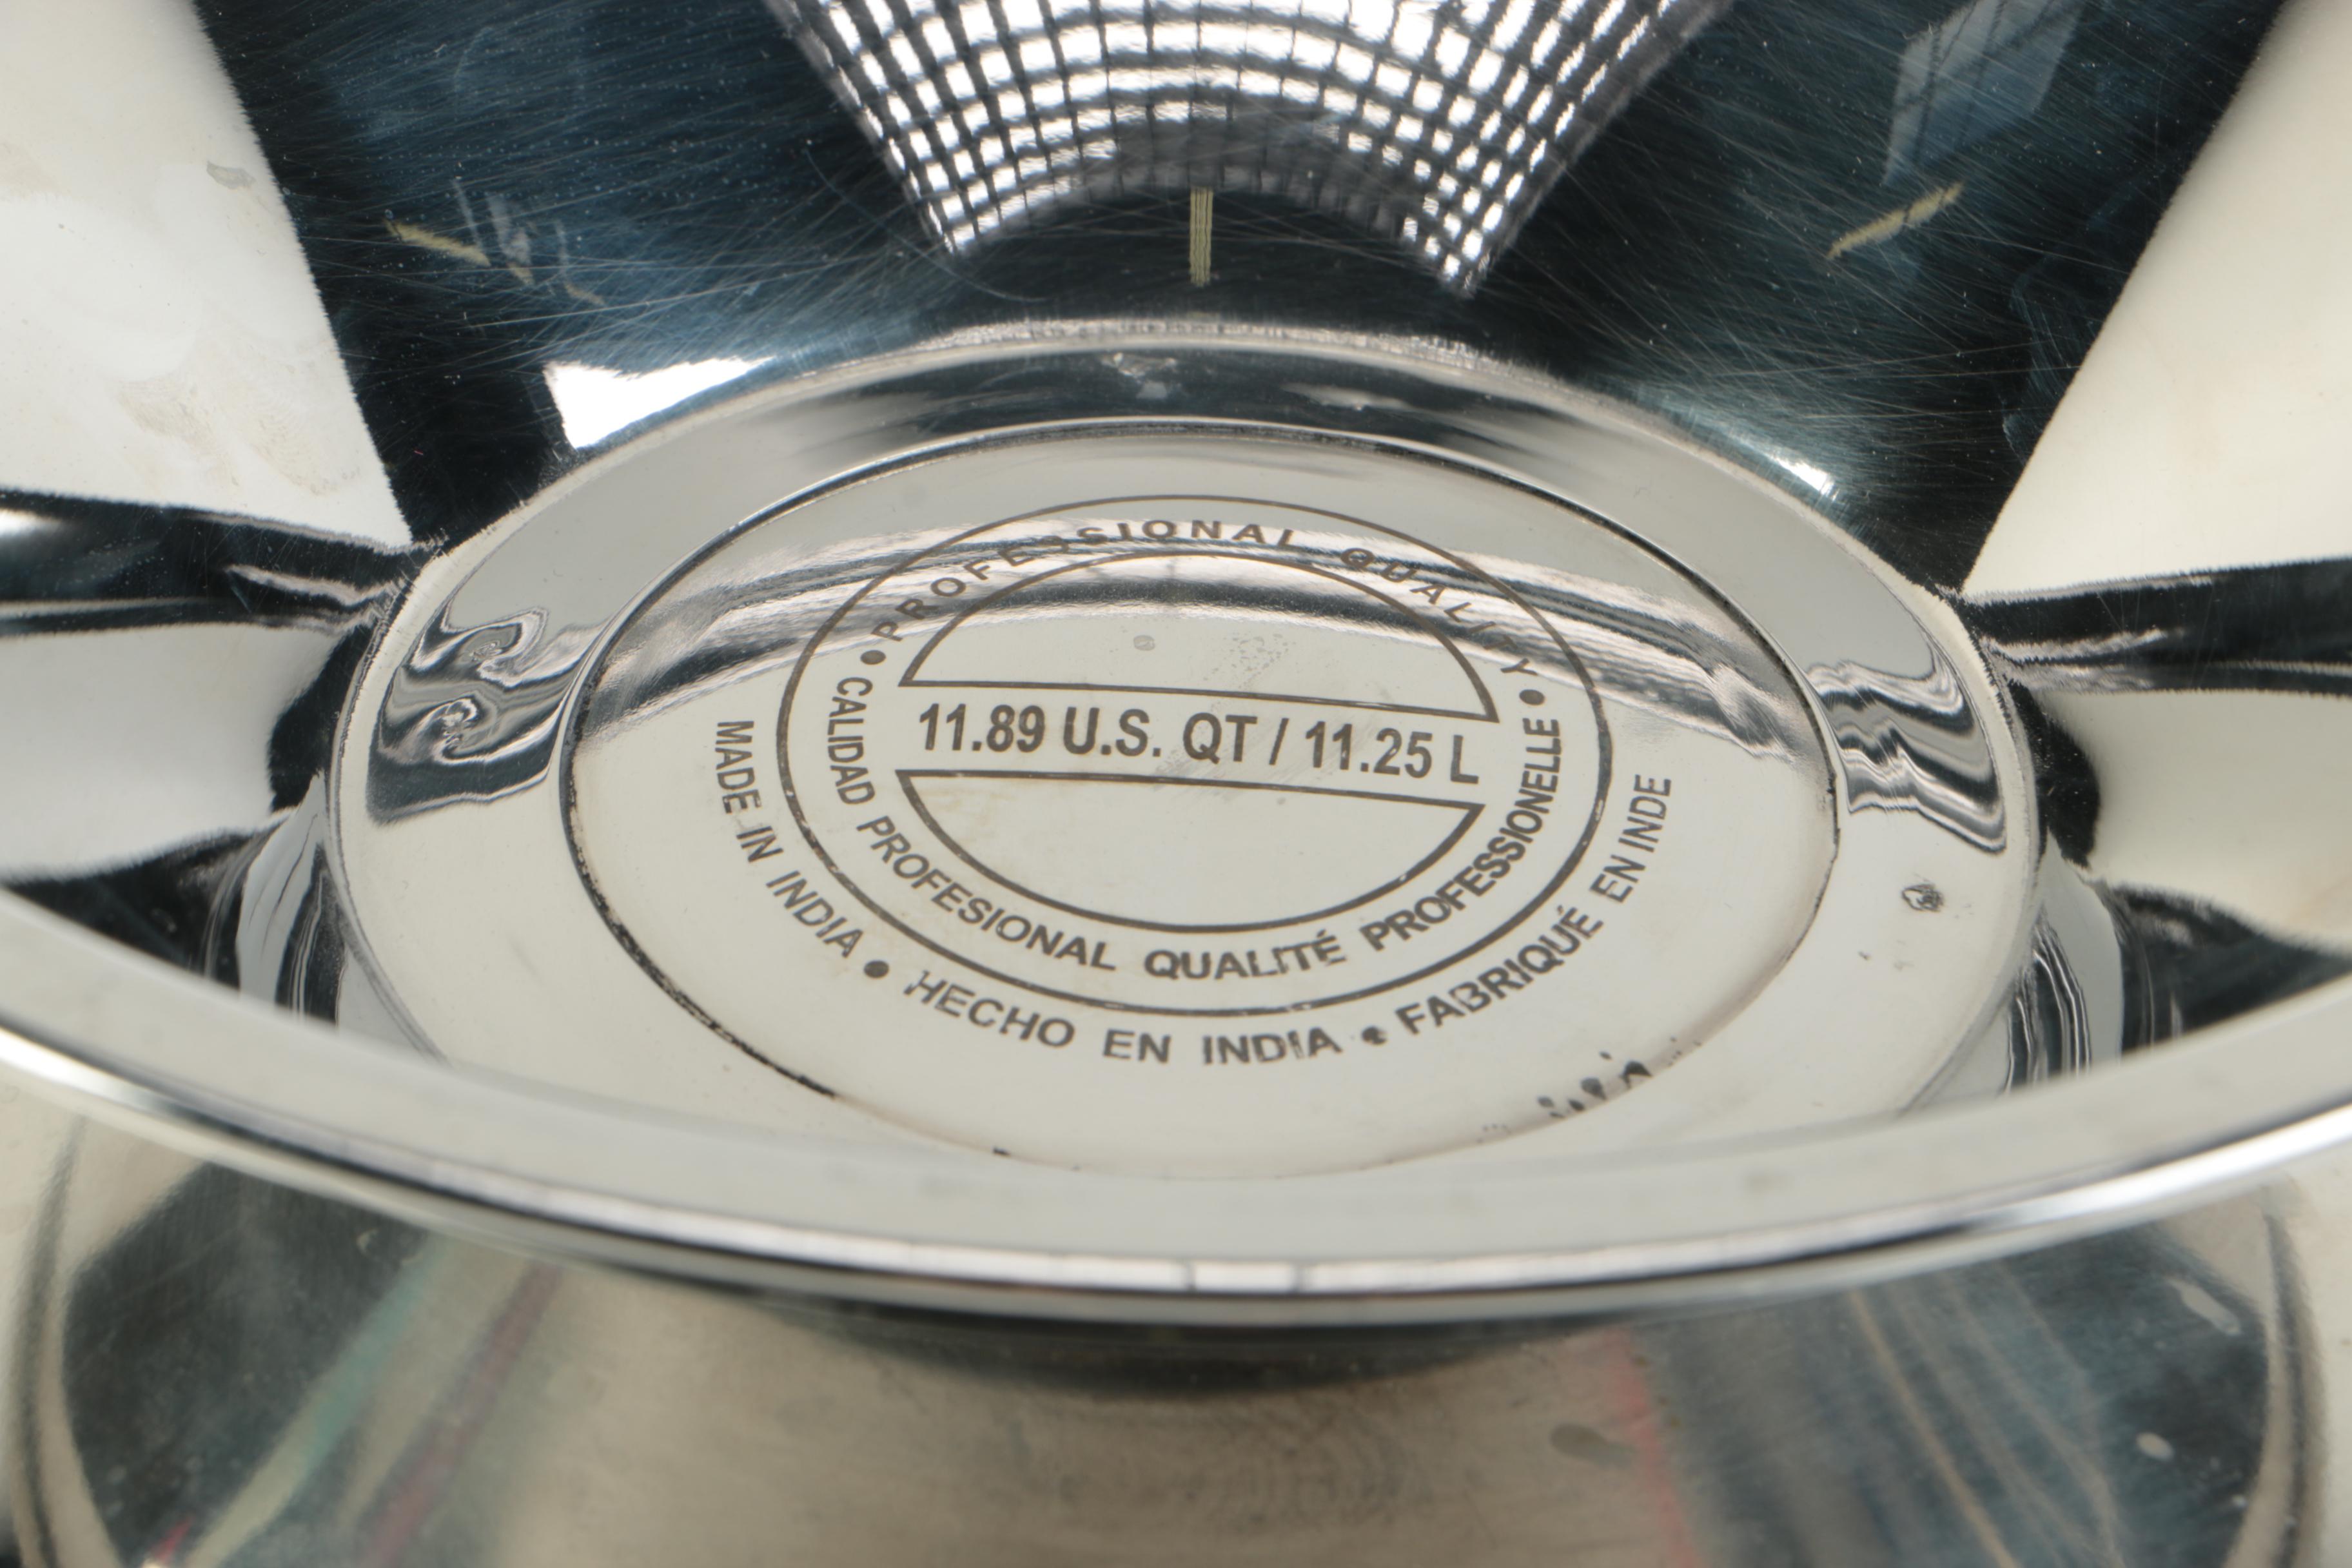 • PROFESSIONAL QUALITY •
11.89 U.S. QT / 11.25 L
CALIDAD PROFESIONAL QUALITÉ PROFESSIONELLE
MADE IN INDIA • HECHO EN INDIA • FABRIQUÉ EN INDE